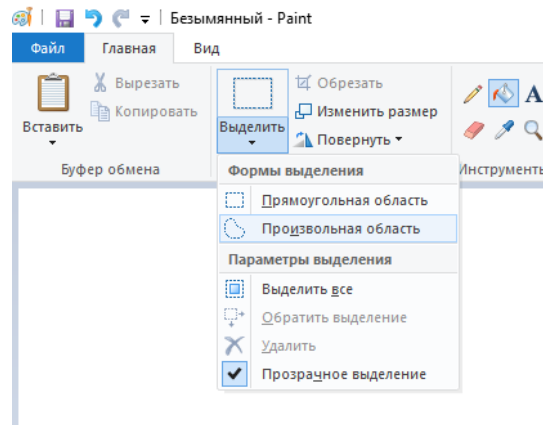 Безымянный - Paint
Файл Главная Вид
Вырезать
Копировать
Вставить
Буфер обмена
Выделить
Обрезать
Изменить размер
Повернуть
A
Инструменты
Формы выделения
Прямоугольная область
Произвольная область
Параметры выделения
Выделить все
Обратить выделение
Удалить
Прозрачное выделение